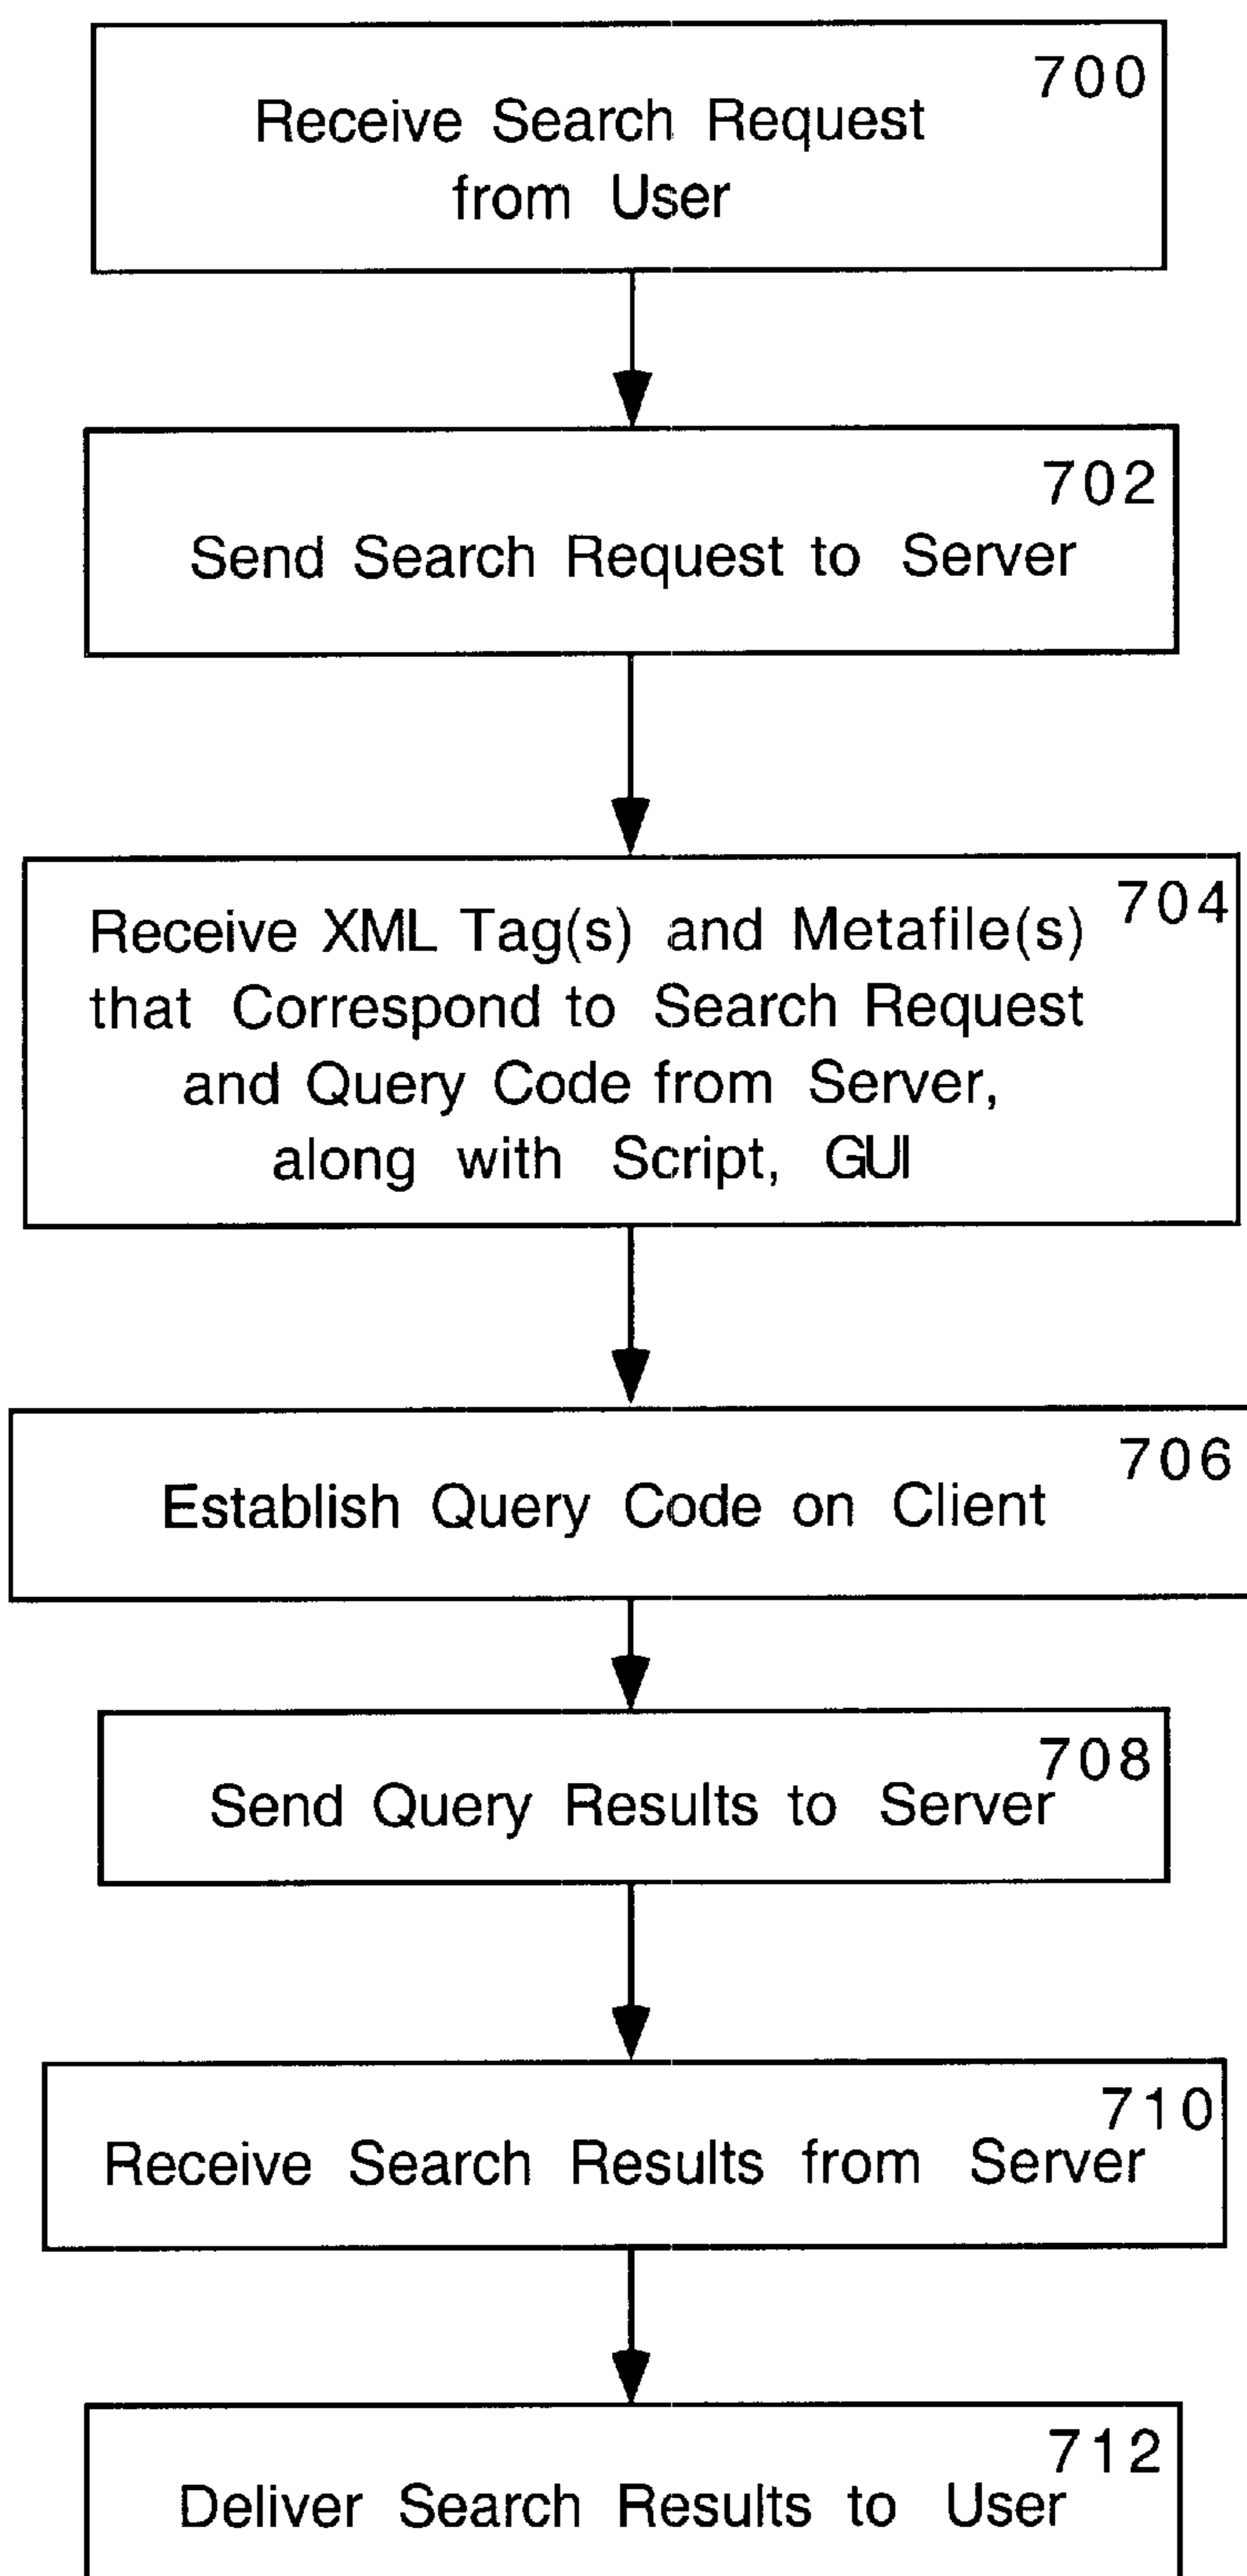 700
Receive Search Request
from User
702
Send Search Request to Server
704
Receive XML Tag(s) and Metafile(s)
that Correspond to Search Request
and Query Code from Server,
along with Script, GUI
706
Establish Query Code on Client
708
Send Query Results to Server
710
Receive Search Results from Server
712
Deliver Search Results to User